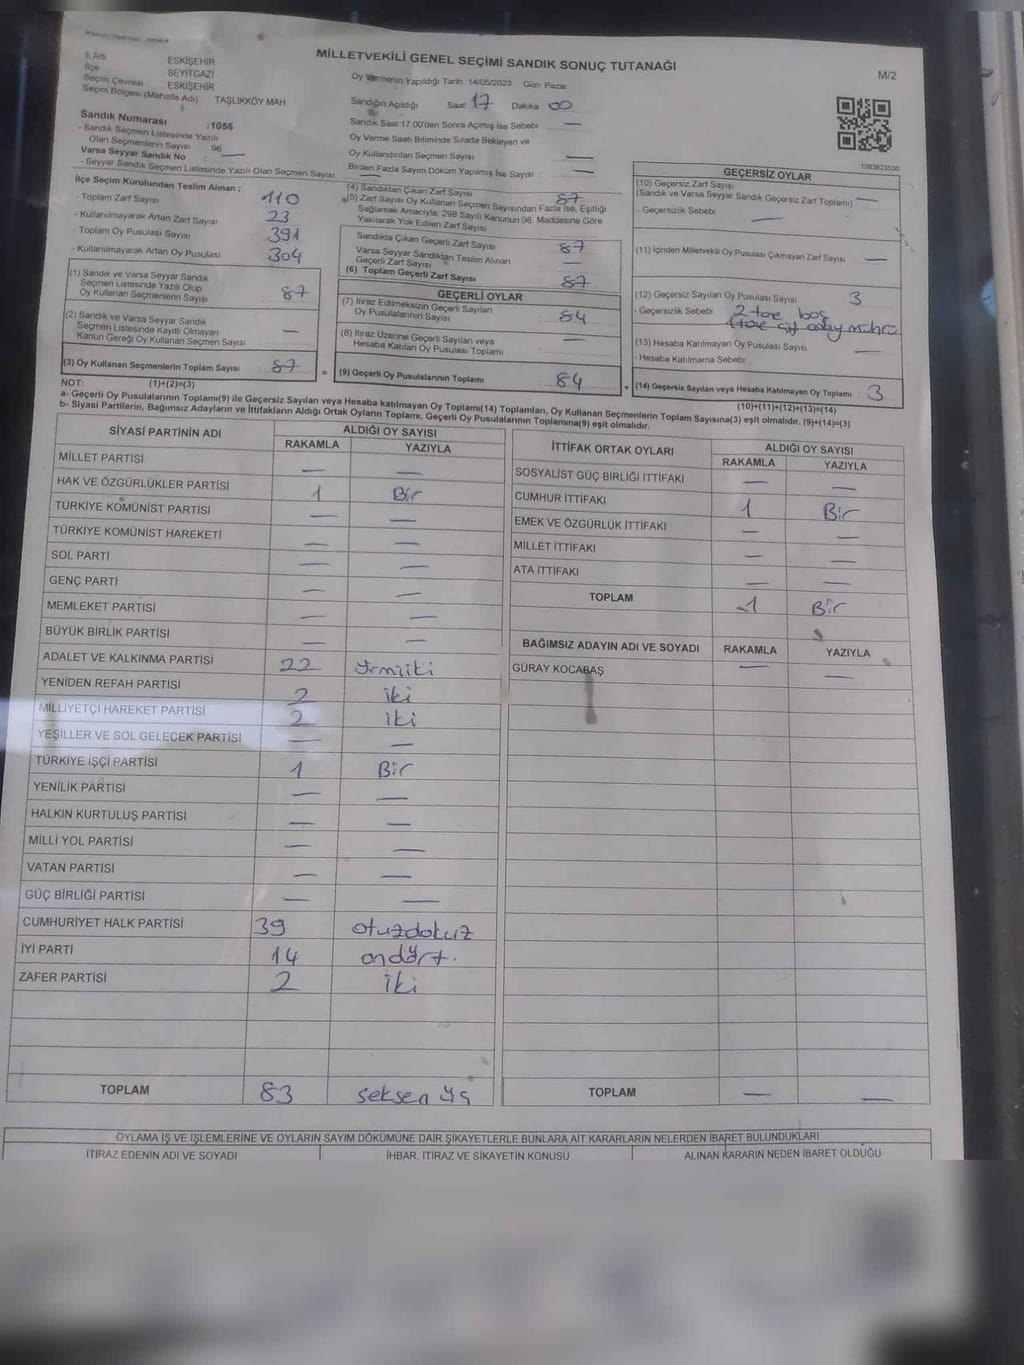 MİLLETVEKİLİ GENEL SEÇİMİ SANDIK SONUÇ TUTANAĞI
M/2
İl Adı ESKİŞEHİR
İlçe SEYİTGAZİ
Seçim Çevresi ESKİŞEHİR
Seçim Bölgesi (Mahalle Adı) TAŞLIKKÖY MAH
Sandık Numarası :1056
- Sandık Seçmen Listesinde Yazılı
Olan Seçmenlerin Sayısı 96
Varsa Seyyar Sandık No : —
- Seyyar Sandık Seçmen Listesinde Yazılı Olan Seçmen Sayısı —
Oy Vermenin Yapıldığı Tarih 14/05/2023 Gün: Pazar
Sandığın Açıldığı Saat 17 Dakika 00
Sandık Saat 17.00'den Sonra Açılmış İse Sebebi —
Oy Verme Saati Bitiminde Sırada Bekleyen ve
Oy Kullandırılan Seçmen Sayısı —
Birden Fazla Sayım Döküm Yapılmış İse Sayısı —
1083823530
İlçe Seçim Kurulundan Teslim Alınan :
- Toplam Zarf Sayısı 110
- Kullanılmayarak Artan Zarf Sayısı 23
- Toplam Oy Pusulası Sayısı 391
- Kullanılmayarak Artan Oy Pusulası 304
(1) Sandık ve Varsa Seyyar Sandık
Seçmen Listesinde Yazılı Olup
Oy Kullanan Seçmenlerin Sayısı 87
(2) Sandık ve Varsa Seyyar Sandık
Seçmen Listesinde Kayıtlı Olmayan
Kanun Gereği Oy Kullanan Seçmen Sayısı —
(3) Oy Kullanan Seçmenlerin Toplam Sayısı 87
(4) Sandıktan Çıkan Zarf Sayısı 87
(5) Zarf Sayısı Oy Kullanan Seçmen Sayısından Fazla İse, Eşitliği
Sağlamak Amacıyla, 298 Sayılı Kanunun 98. Maddesine Göre
Yakılarak Yok Edilen Zarf Sayısı
Sandıkta Çıkan Geçerli Zarf Sayısı 87
Varsa Seyyar Sandıktan Teslim Alınan
Geçerli Zarf Sayısı —
(6) Toplam Geçerli Zarf Sayısı 87
GEÇERLİ OYLAR
(7) İtiraz Edilmeksizin Geçerli Sayılan
Oy Pusulalarının Sayısı 84
(8) İtiraz Üzerine Geçerli Sayılan veya
Hesaba Katılan Oy Pusulası Toplamı —
= (9) Geçerli Oy Pusulalarının Toplamı 84
GEÇERSİZ OYLAR
(10) Geçersiz Zarf Sayısı
(Sandık ve Varsa Seyyar Sandık Geçersiz Zarf Toplamı) —
- Geçersizlik Sebebi —
(11) İçinden Milletvekili Oy Pusulası Çıkmayan Zarf Sayısı —
(12) Geçersiz Sayılan Oy Pusulası Sayısı 3
- Geçersizlik Sebebi 2 tane boş
1 tane çift aday mührü
(13) Hesaba Katılmayan Oy Pusulası Sayısı —
- Hesaba Katılmama Sebebi
+ (14) Geçersiz Sayılan veya Hesaba Katılmayan Oy Toplamı : 3
NOT: (1)+(2)=(3)
(10)+(11)+(12)+(13)=(14)
a- Geçerli Oy Pusulalarının Toplamı(9) ile Geçersiz Sayılan veya Hesaba katılmayan Oy Toplamı(14) Toplamları, Oy Kullanan Seçmenlerin Toplam Sayısına(3) eşit olmalıdır. (9)+(14)=(3)
b- Siyasi Partilerin, Bağımsız Adayların ve İttifakların Aldığı Ortak Oyların Toplamı, Geçerli Oy Pusulalarının Toplamına(9) eşit olmalıdır.
SİYASİ PARTİNİN ADI ALDIĞI OY SAYISI
RAKAMLA YAZIYLA
MİLLET PARTİSİ — —
HAK VE ÖZGÜRLÜKLER PARTİSİ 1 Bir
TÜRKİYE KOMÜNİST PARTİSİ — —
TÜRKİYE KOMÜNİST HAREKETİ — —
SOL PARTİ — —
GENÇ PARTİ — —
MEMLEKET PARTİSİ — —
BÜYÜK BİRLİK PARTİSİ — —
ADALET VE KALKINMA PARTİSİ 22 Yirmiiki
YENİDEN REFAH PARTİSİ 2 iki
MİLLİYETÇİ HAREKET PARTİSİ 2 iki
YEŞİLLER VE SOL GELECEK PARTİSİ — —
TÜRKİYE İŞÇİ PARTİSİ 1 Bir
YENİLİK PARTİSİ — —
HALKIN KURTULUŞ PARTİSİ — —
MİLLİ YOL PARTİSİ — —
VATAN PARTİSİ — —
GÜÇ BİRLİĞİ PARTİSİ — —
CUMHURİYET HALK PARTİSİ 39 otuzdokuz
İYİ PARTİ 14 ondört.
ZAFER PARTİSİ 2 iki
TOPLAM 83 seksen üç
İTTİFAK ORTAK OYLARI ALDIĞI OY SAYISI
RAKAMLA YAZIYLA
SOSYALİST GÜÇ BİRLİĞİ İTTİFAKI — —
CUMHUR İTTİFAKI 1 Bir
EMEK VE ÖZGÜRLÜK İTTİFAKI — —
MİLLET İTTİFAKI — —
ATA İTTİFAKI — —
TOPLAM 1 Bir
BAĞIMSIZ ADAYIN ADI VE SOYADI RAKAMLA YAZIYLA
GÜRAY KOCABAŞ — —
TOPLAM — —
OYLAMA İŞ VE İŞLEMLERİNE VE OYLARIN SAYIM DÖKÜMÜNE DAİR ŞİKAYETLERLE BUNLARA AİT KARARLARIN NELERDEN İBARET BULUNDUKLARI
İTİRAZ EDENİN ADI VE SOYADI İHBAR, İTİRAZ VE ŞİKAYETİN KONUSU ALINAN KARARIN NEDEN İBARET OLDUĞU